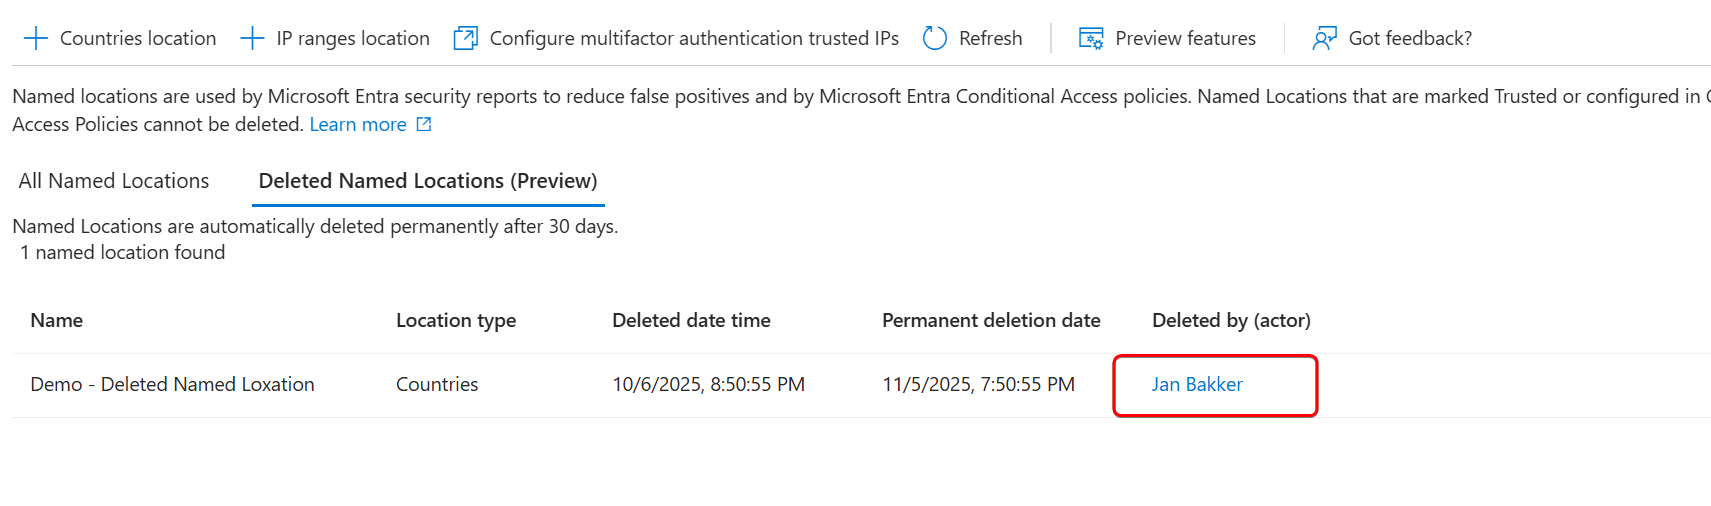 Countries location IP ranges location Configure multifactor authentication trusted IPs Refresh Preview features Got feedback?
Named locations are used by Microsoft Entra security reports to reduce false positives and by Microsoft Entra Conditional Access policies. Named Locations that are marked Trusted or configured in
Access Policies cannot be deleted. Learn more
All Named Locations Deleted Named Locations (Preview)
Named Locations are automatically deleted permanently after 30 days.
1 named location found
Name Location type Deleted date time Permanent deletion date Deleted by (actor)
Demo - Deleted Named Loxation Countries 10/6/2025, 8:50:55 PM 11/5/2025, 7:50:55 PM Jan Bakker